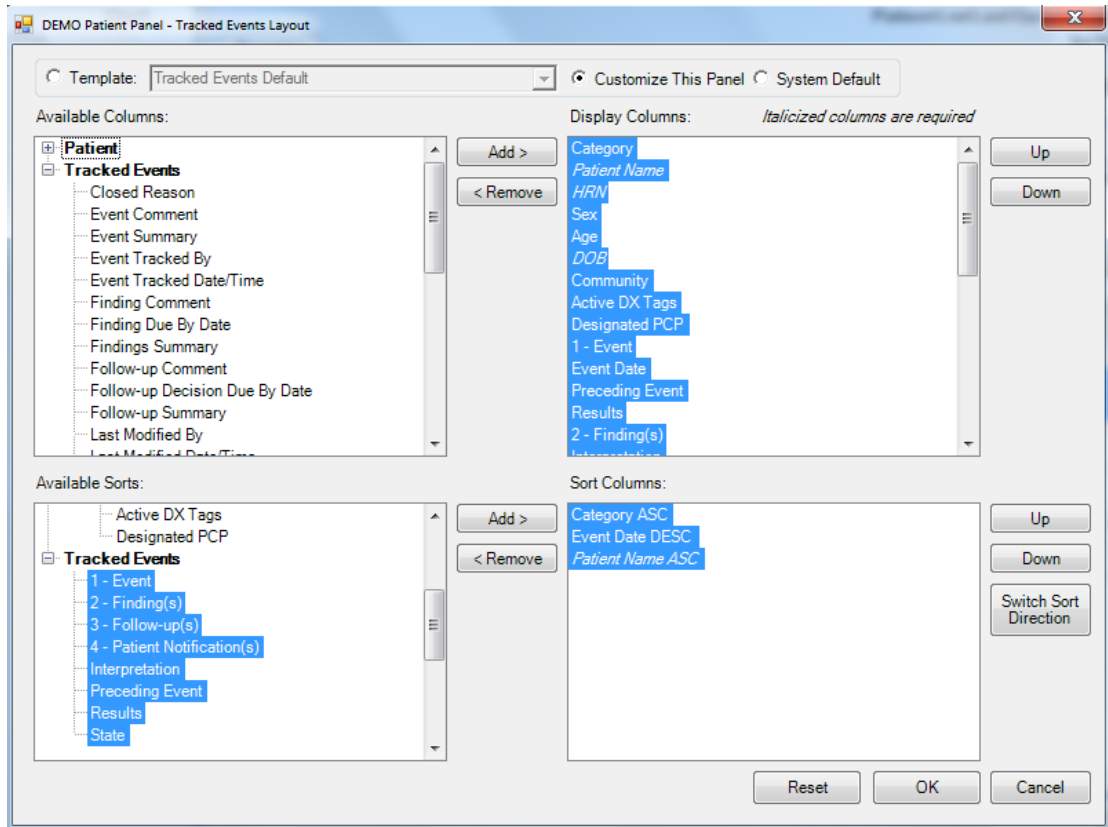 DEMO Patient Panel - Tracked Events Layout
Template: Tracked Events Default Customize This Panel System Default
Available Columns:
Patient
Tracked Events
Closed Reason
Event Comment
Event Summary
Event Tracked By
Event Tracked Date/Time
Finding Comment
Finding Due By Date
Findings Summary
Follow-up Comment
Follow-up Decision Due By Date
Follow-up Summary
Last Modified By
Last Modified Date/Time
Add >
< Remove
Display Columns: Italicized columns are required
Category
Patient Name
HRN
Sex
Age
DOB
Community
Active DX Tags
Designated PCP
1 - Event
Event Date
Preceding Event
Results
2 - Finding(s)
Interpretation
Up
Down
Available Sorts:
Active DX Tags
Designated PCP
Tracked Events
1 - Event
2 - Finding(s)
3 - Follow-up(s)
4 - Patient Notification(s)
Interpretation
Preceding Event
Results
State
Add >
< Remove
Sort Columns:
Category ASC
Event Date DESC
Patient Name ASC
Up
Down
Switch Sort
Direction
Reset OK Cancel